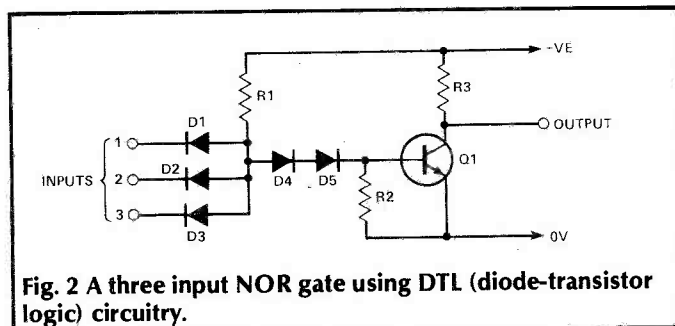 -VE
R1
R3
D1
OUTPUT
1
Q1
D2
INPUTS
2
D4
D5
R2
3
D3
0V
Fig. 2 A three input NOR gate using DTL (diode-transistor
logic) circuitry.